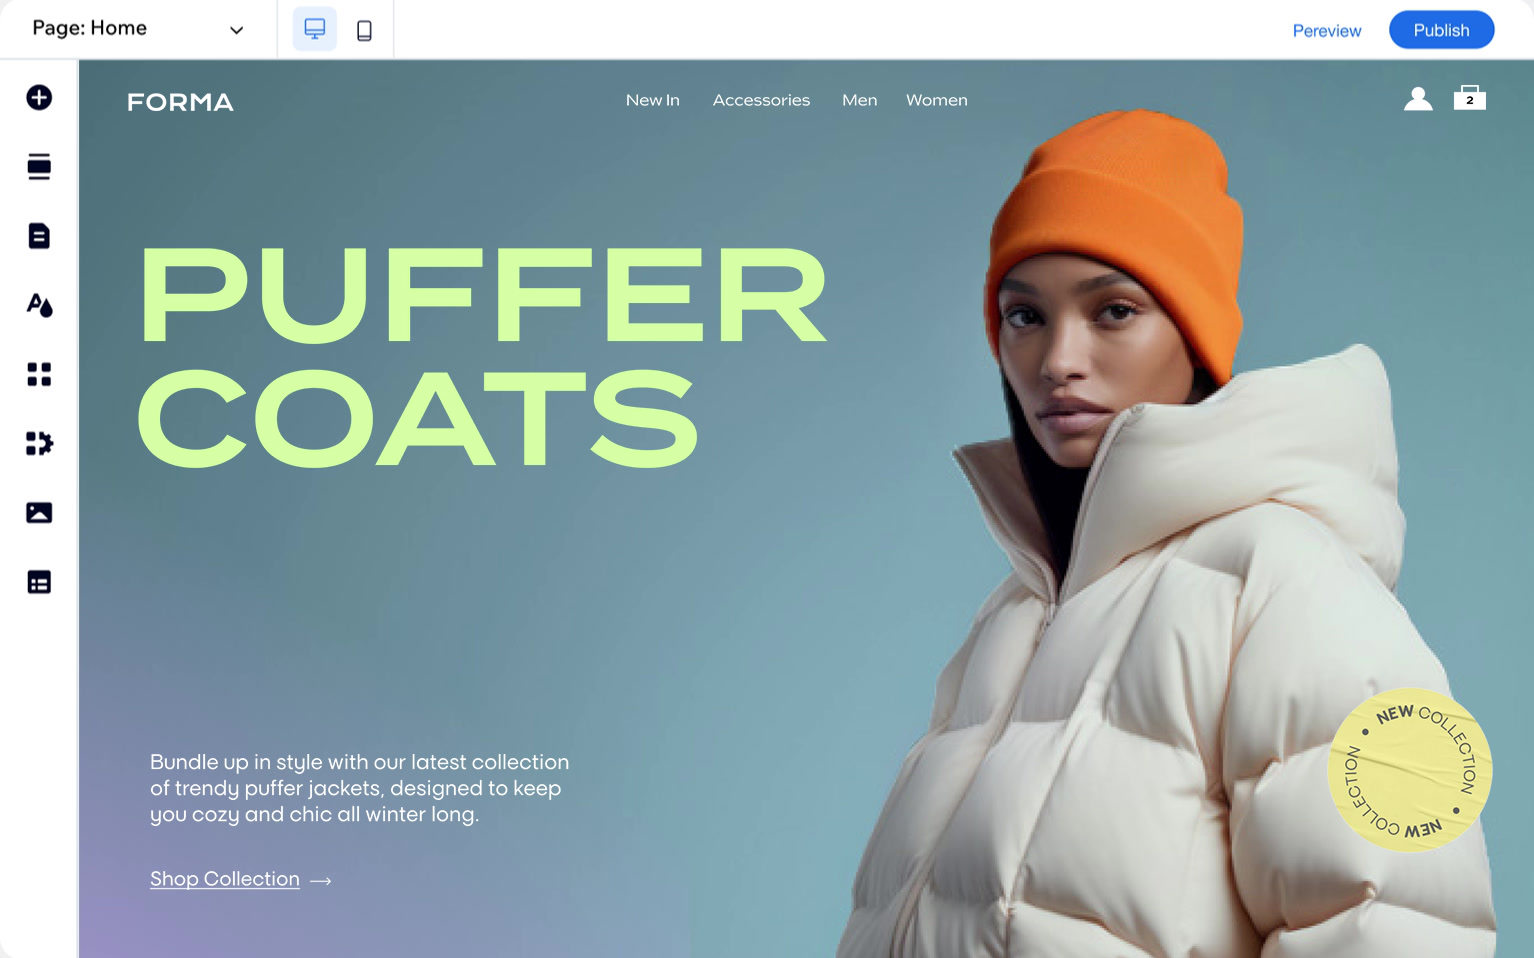 Page: Home
Pereview
Publish
FORMA
New In
Accessories
Men
Women
2
PUFFER
COATS
Bundle up in style with our latest collection
of trendy puffer jackets, designed to keep
you cozy and chic all winter long.
Shop Collection →
NEW COLLECTION • NEW COLLECTION •